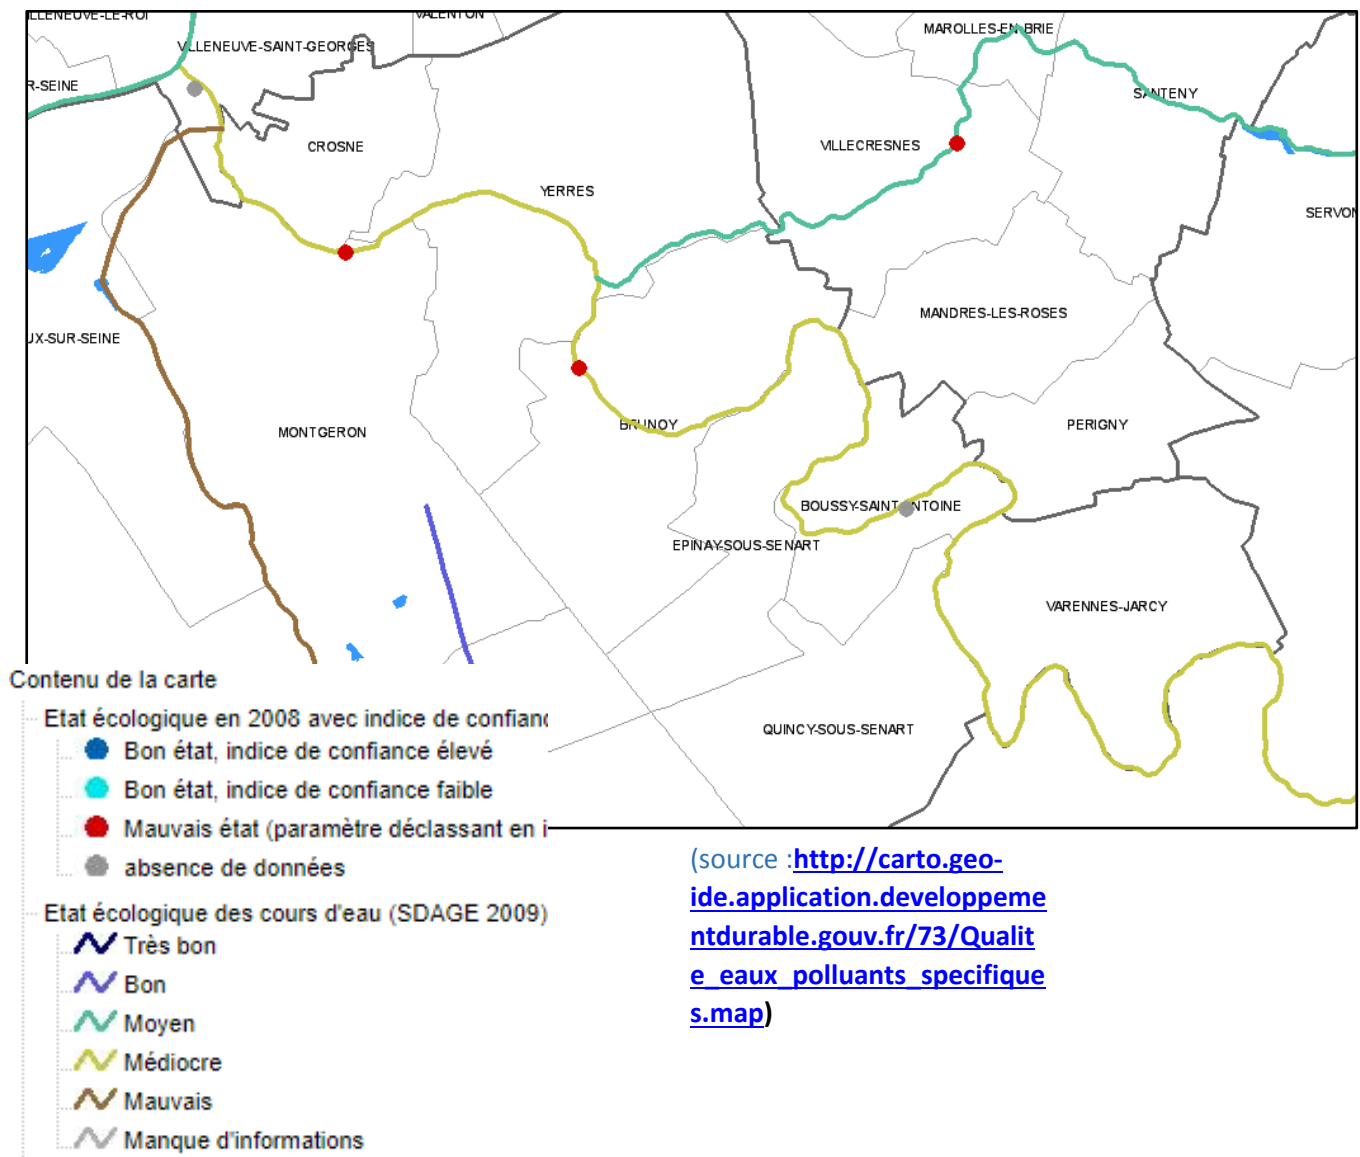 LLENEUVE-LE-ROI
VALENTON
MAROLLES-EN-BRIE
VILLENEUVE-SAINT-GEORGES
R-SEINE
SANTENY
CROSNE
VILLECRESNES
YERRES
SERVON
MANDRES-LES-ROSES
UX-SUR-SEINE
MONTGERON
BRUNOY
PERIGNY
BOUSSY-SAINT-ANTOINE
EPINAY-SOUS-SENART
VARENNES-JARCY
QUINCY-SOUS-SENART
Contenu de la carte
Etat écologique en 2008 avec indice de confianc
Bon état, indice de confiance élevé
Bon état, indice de confiance faible
Mauvais état (paramètre déclassant en i
absence de données
Etat écologique des cours d'eau (SDAGE 2009)
Très bon
Bon
Moyen
Médiocre
Mauvais
Manque d'informations
(source :http://carto.geo-
ide.application.developpeme
ntdurable.gouv.fr/73/Qualit
e_eaux_polluants_specifique
s.map)